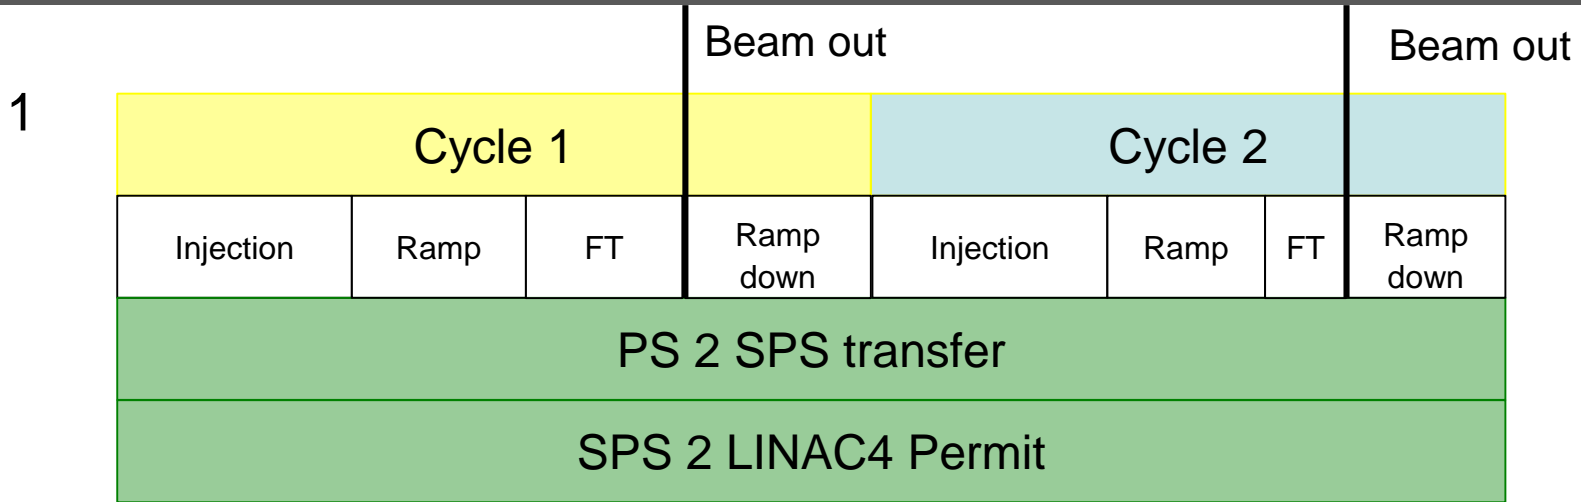 Beam out
Beam out
1
Cycle 1
Cycle 2
Injection
Ramp
FT
Ramp
down
Injection
Ramp
FT
Ramp
down
PS 2 SPS transfer
SPS 2 LINAC4 Permit